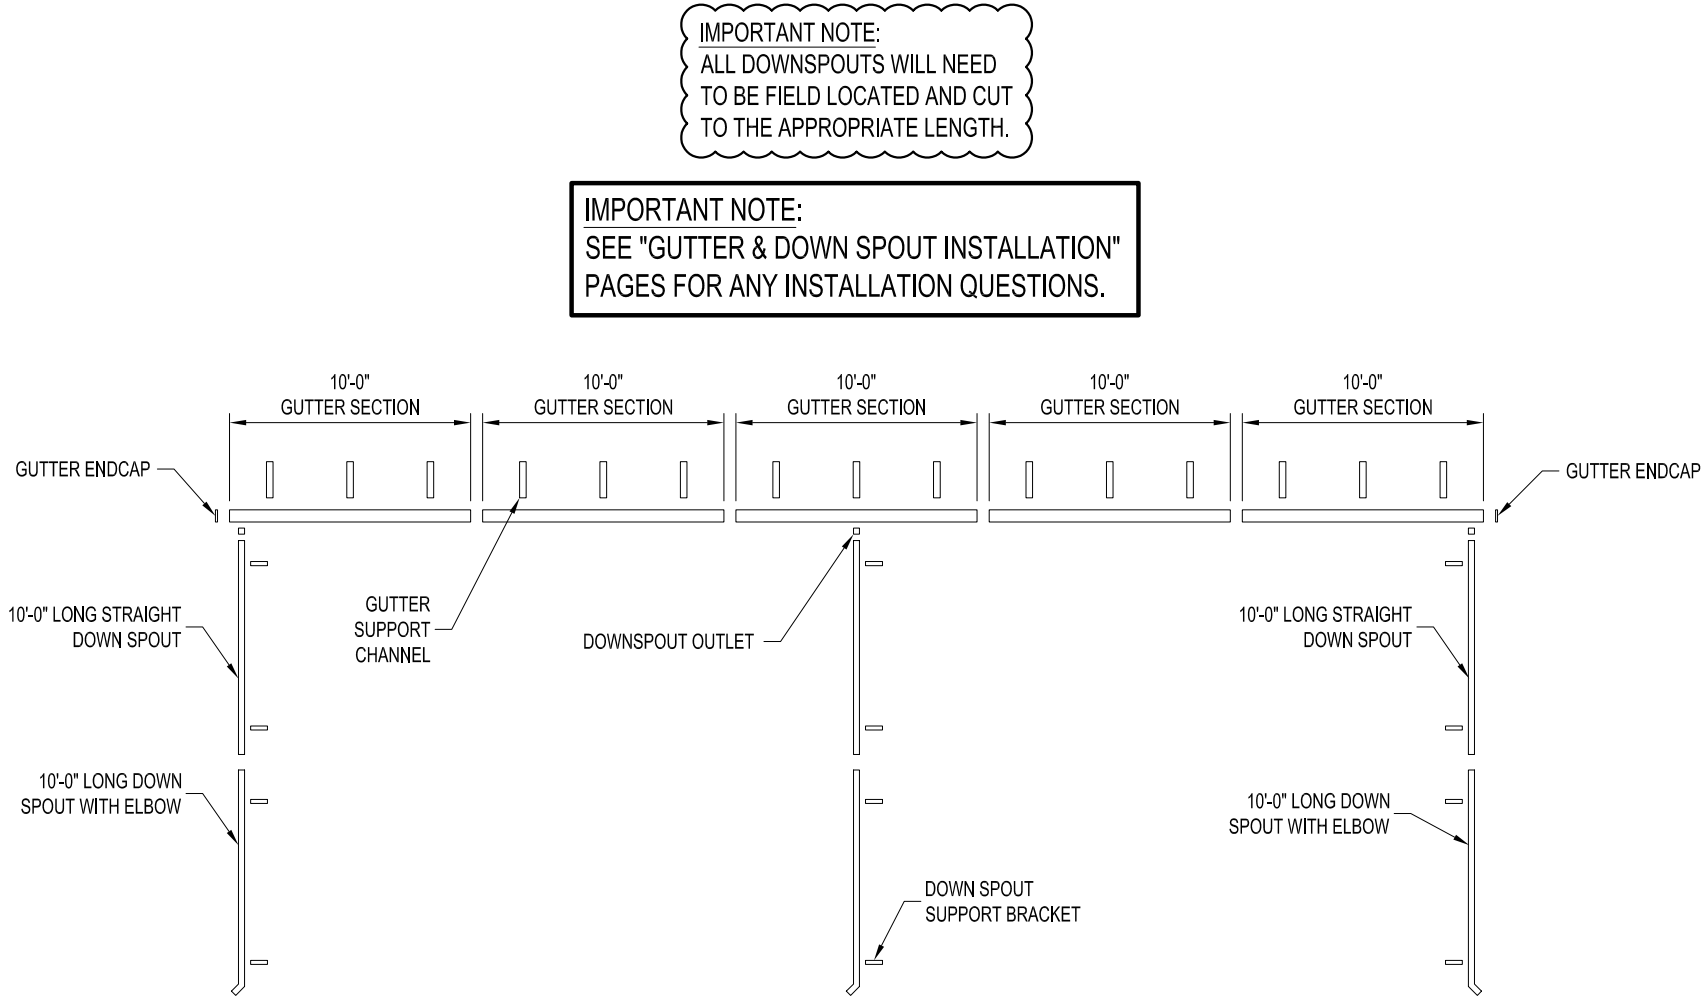 IMPORTANT NOTE:
ALL DOWNSPOUTS WILL NEED
TO BE FIELD LOCATED AND CUT
TO THE APPROPRIATE LENGTH.
IMPORTANT NOTE:
SEE "GUTTER & DOWN SPOUT INSTALLATION"
PAGES FOR ANY INSTALLATION QUESTIONS.
10'-0"
GUTTER SECTION
10'-0"
GUTTER SECTION
10'-0"
GUTTER SECTION
10'-0"
GUTTER SECTION
10'-0"
GUTTER SECTION
GUTTER ENDCAP
GUTTER ENDCAP
10'-0" LONG STRAIGHT
DOWN SPOUT
GUTTER
SUPPORT
CHANNEL
DOWNSPOUT OUTLET
10'-0" LONG STRAIGHT
DOWN SPOUT
10'-0" LONG DOWN
SPOUT WITH ELBOW
10'-0" LONG DOWN
SPOUT WITH ELBOW
DOWN SPOUT
SUPPORT BRACKET